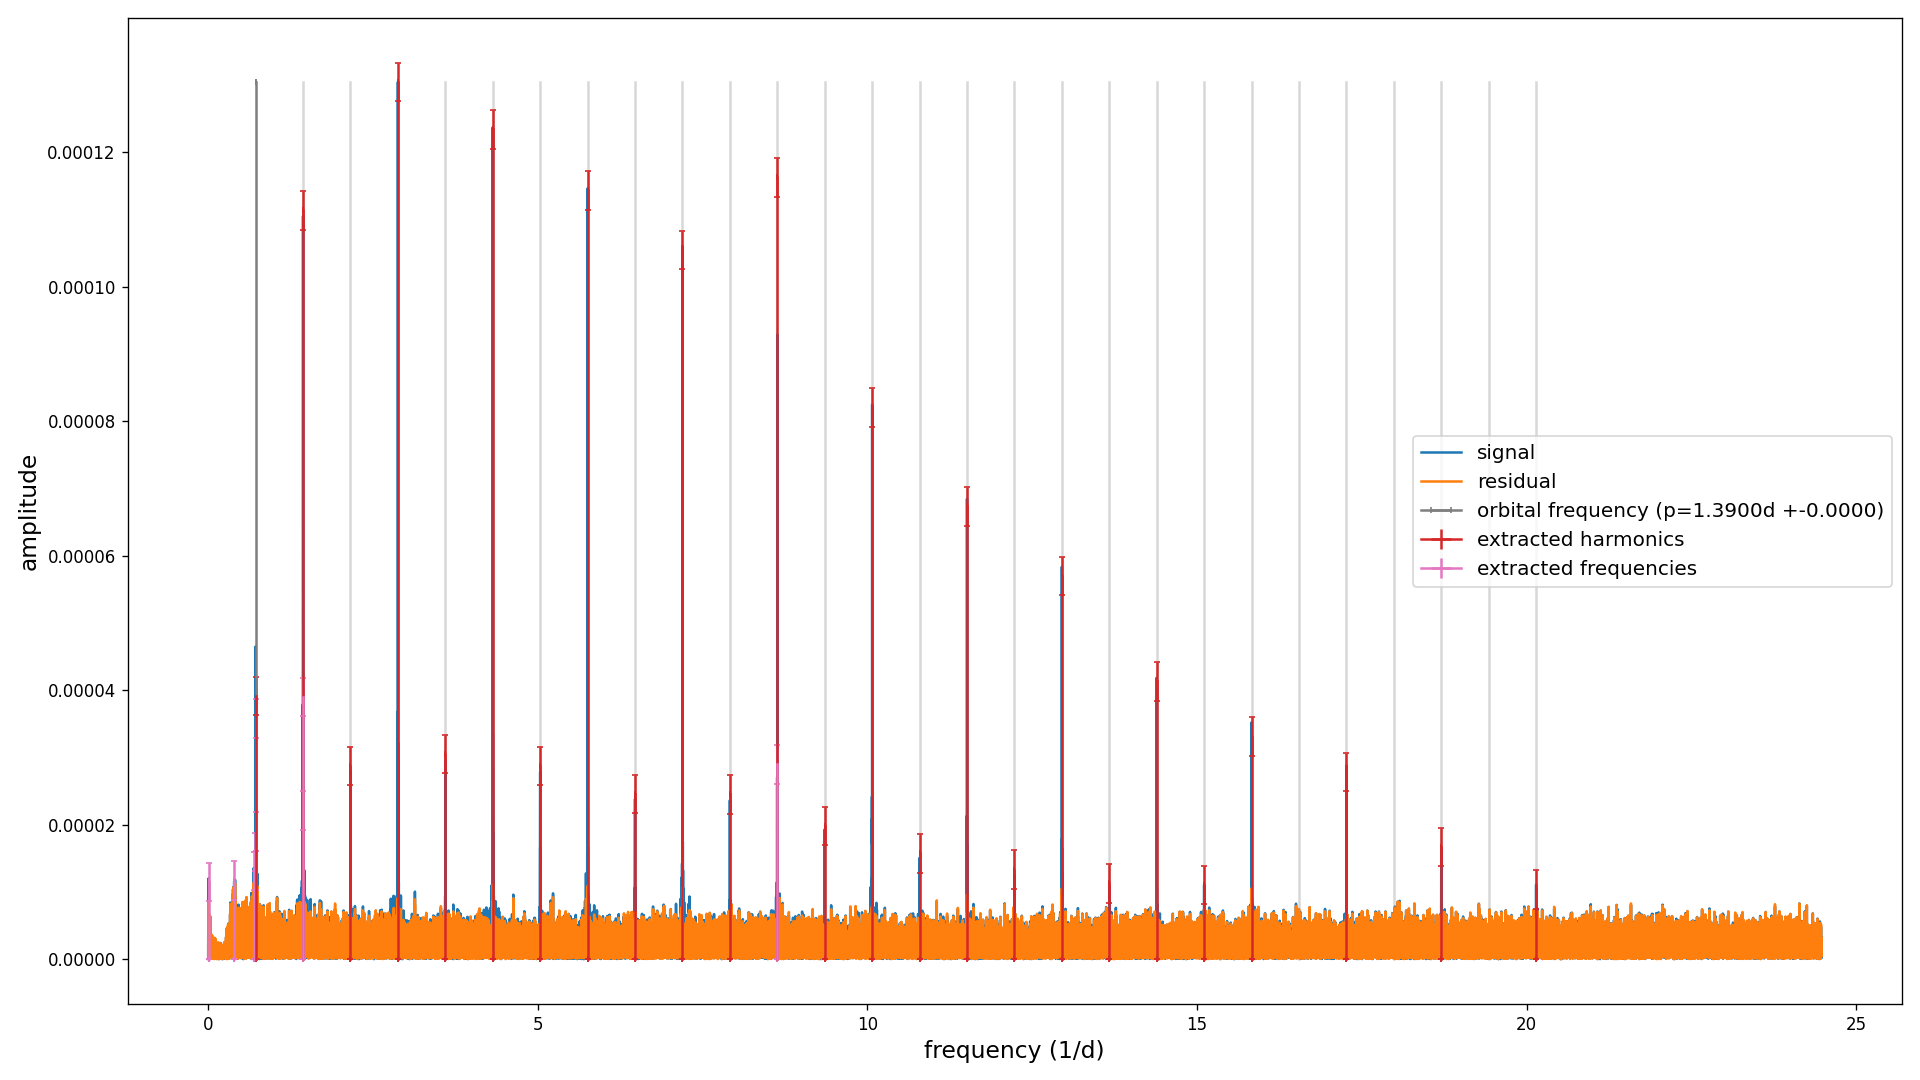 amplitude
0.00012
0.00010
0.00008
0.00006
0.00004
0.00002
0.00000
signal
residual
orbital frequency (p=1.3900d +-0.0000)
extracted harmonics
extracted frequencies
0 5 10 15 20 25
frequency (1/d)